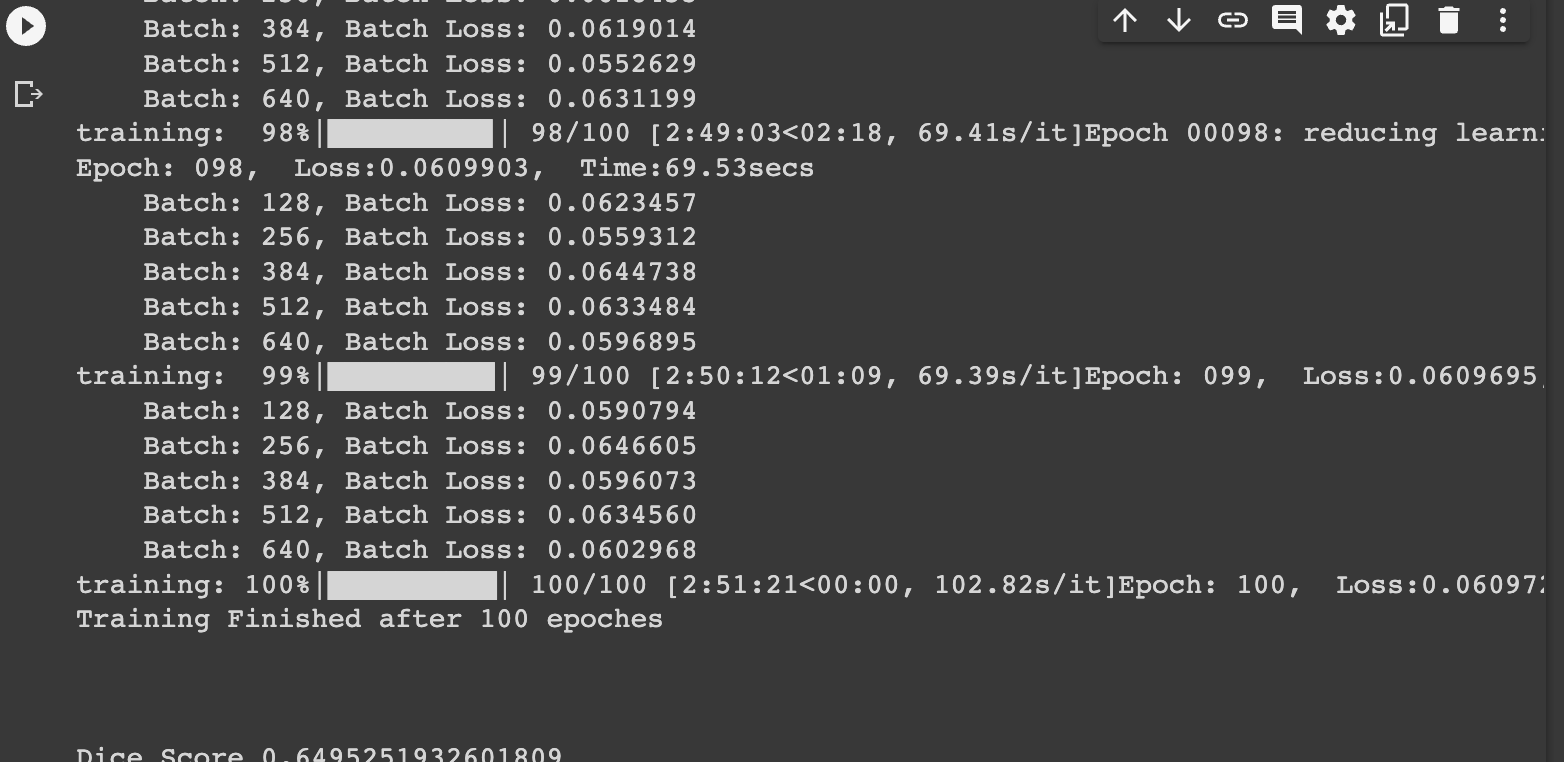 Batch: 384, Batch Loss: 0.0619014
Batch: 512, Batch Loss: 0.0552629
Batch: 640, Batch Loss: 0.0631199
training:  98%| | 98/100 [2:49:03<02:18, 69.41s/it]Epoch 00098: reducing
Epoch: 098,  Loss:0.0609903,  Time:69.53secs
Batch: 128, Batch Loss: 0.0623457
Batch: 256, Batch Loss: 0.0559312
Batch: 384, Batch Loss: 0.0644738
Batch: 512, Batch Loss: 0.0633484
Batch: 640, Batch Loss: 0.0596895
training:  99%| | 99/100 [2:50:12<01:09, 69.39s/it]Epoch: 099,  Loss:0.0609695,
Batch: 128, Batch Loss: 0.0590794
Batch: 256, Batch Loss: 0.0646605
Batch: 384, Batch Loss: 0.0596073
Batch: 512, Batch Loss: 0.0634560
Batch: 640, Batch Loss: 0.0602968
training: 100%| | 100/100 [2:51:21<00:00, 102.82s/it]Epoch: 100,  Loss:0.060972
Training Finished after 100 epoches
Dice Score 0.6495251932601809